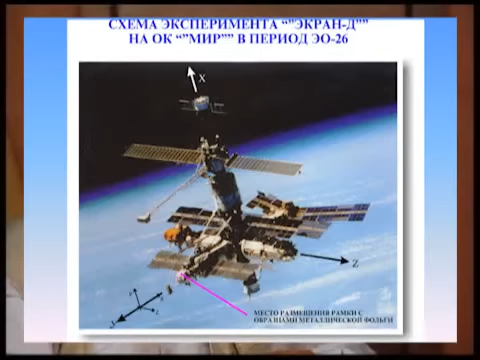 СХЕМА ЭКСПЕРИМЕНТА “”ЭКРАН-Д””
НА ОК “”МИР”” В ПЕРИОД ЭО-26
X
Z
МЕСТО РАЗМЕЩЕНИЯ РАМКИ С
ОБРАЗЦАМИ МЕТАЛЛИЧЕСКОЙ ФОЛЬГИ